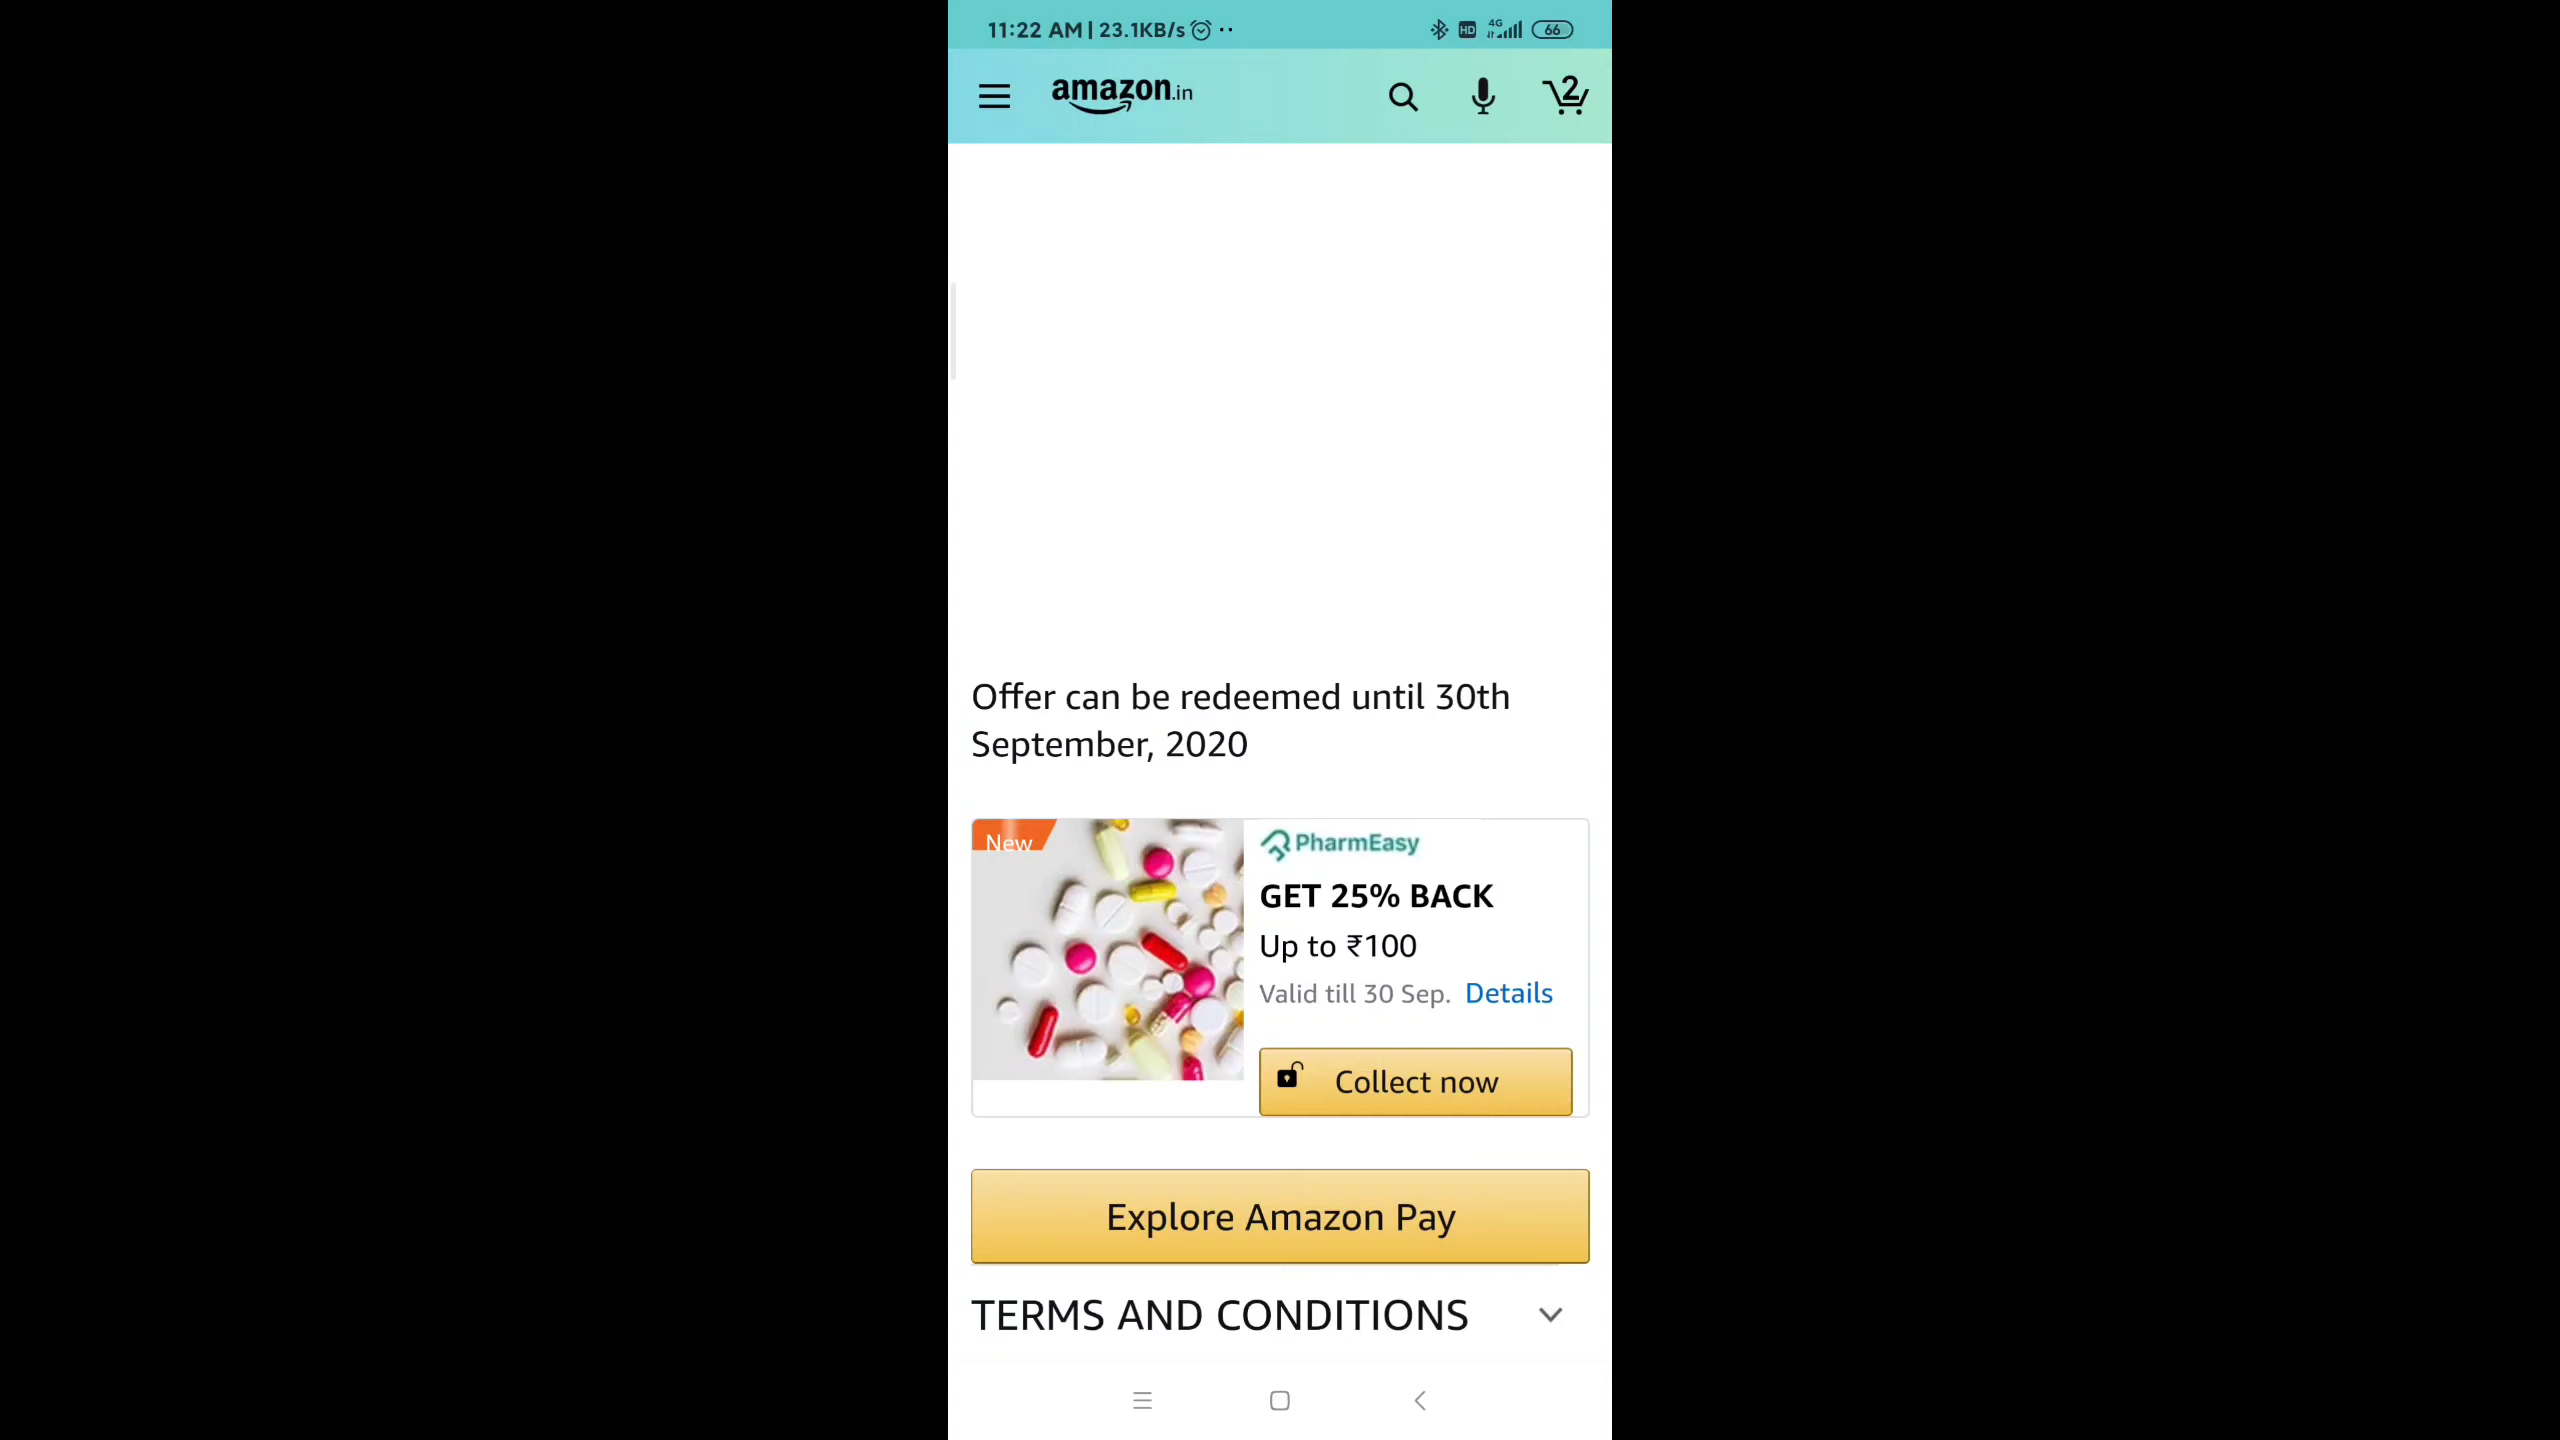 11:22 AM | 23.1KB/s
HD 4G 66
amazon.in
2
Offer can be redeemed until 30th
September, 2020
New
PharmEasy
GET 25% BACK
Up to ₹100
Valid till 30 Sep. Details
Collect now
Explore Amazon Pay
TERMS AND CONDITIONS